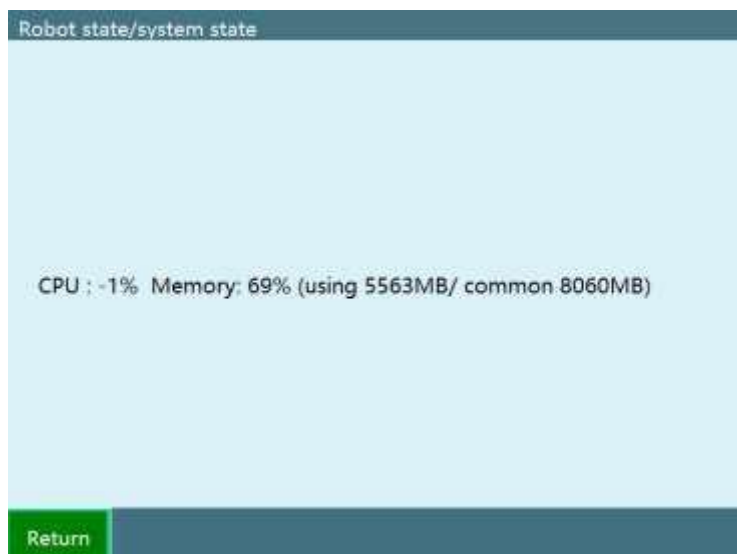 Robot state/system state
CPU : -1%  Memory: 69% (using 5563MB/ common 8060MB)
Return